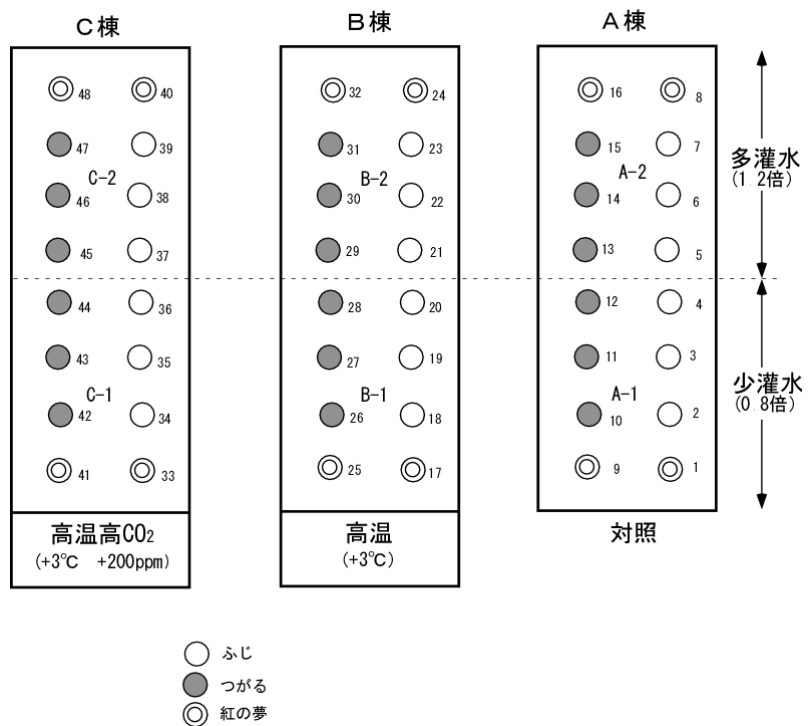 C棟 B棟 A棟
48 40 32 24 16 8
47 39 31 23 15 7
C-2 B-2 A-2
46 38 30 22 14 6
45 37 29 21 13 5
多灌水
(1.2倍)
44 36 28 20 12 4
43 35 27 19 11 3
C-1 B-1 A-1
42 34 26 18 10 2
41 33 25 17 9 1
少灌水
(0.8倍)
高温高CO₂ 高温 対照
(+3℃ +200ppm) (+3℃)
ふじ
つがる
紅の夢